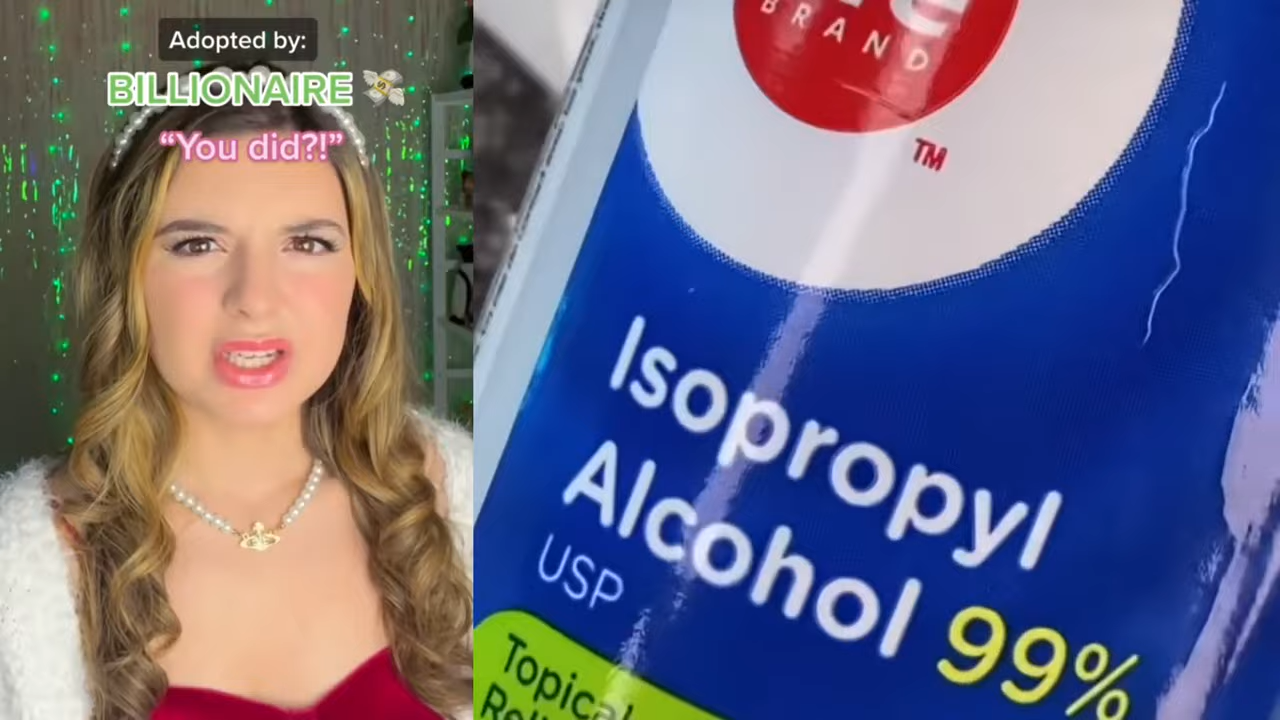 Adopted by:
BILLIONAIRE 💸
“You did?!”
BRAND
TM
Isopropyl
Alcohol 99%
USP
Topical